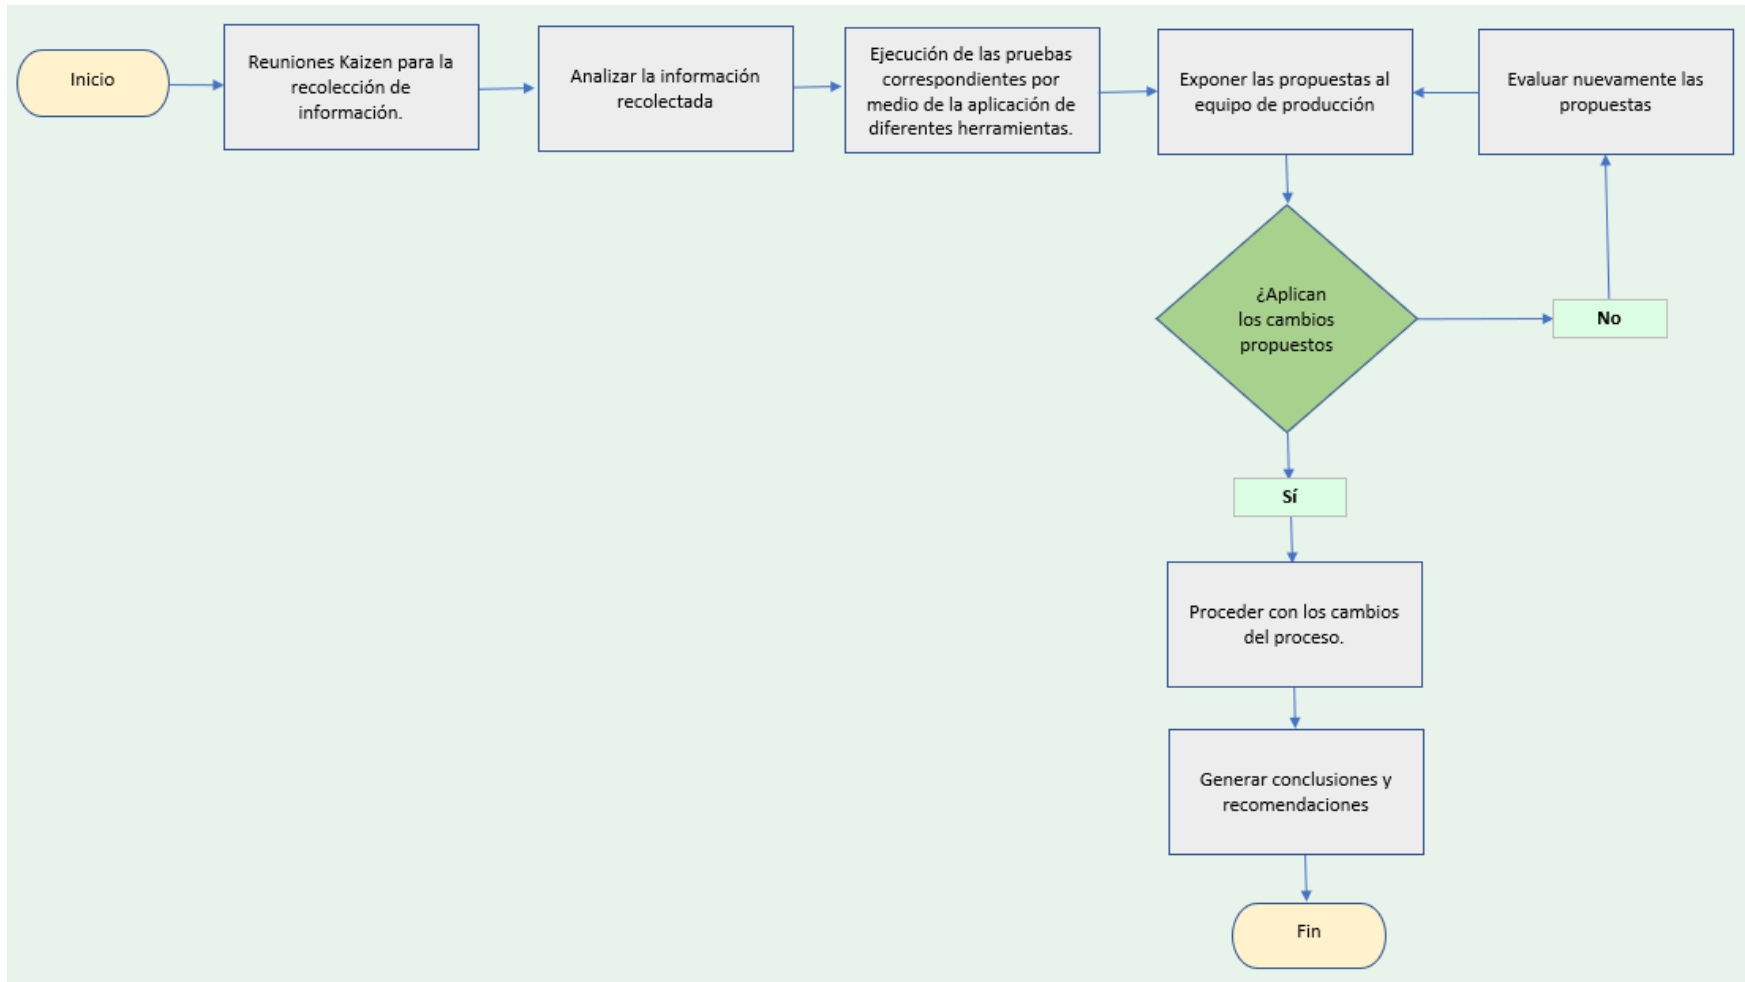 Inicio
Reuniones Kaizen para la
recolección de
información.
Analizar la información
recolectada
Ejecución de las pruebas
correspondientes por
medio de la aplicación de
diferentes herramientas.
Exponer las propuestas al
equipo de producción
Evaluar nuevamente las
propuestas
¿Aplican
los cambios
propuestos
No
Sí
Proceder con los cambios
del proceso.
Generar conclusiones y
recomendaciones
Fin